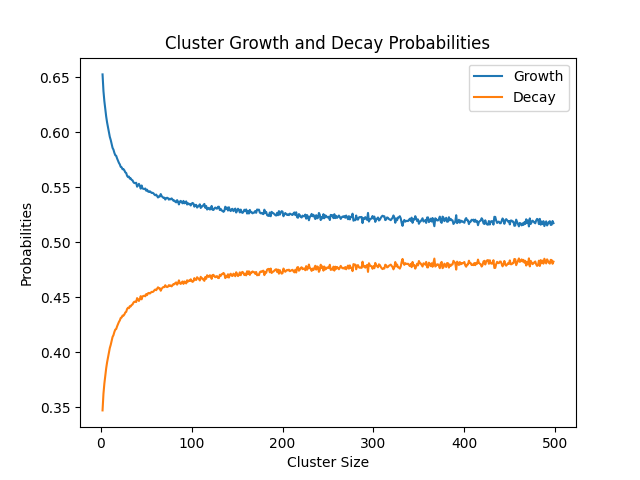 Cluster Growth and Decay Probabilities
Growth
Decay
0.65
0.60
0.55
0.50
0.45
0.40
0.35
Probabilities
0
100
200
300
400
500
Cluster Size